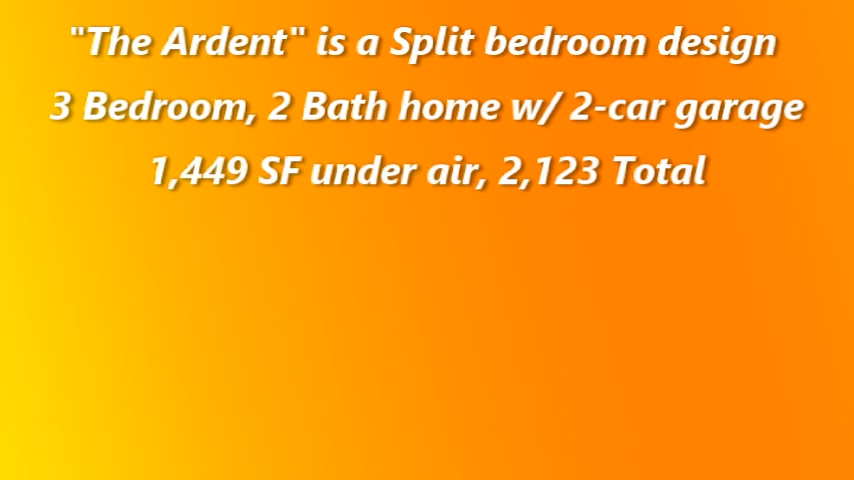 "The Ardent" is a Split bedroom design
3 Bedroom, 2 Bath home w/ 2-car garage
1,449 SF under air, 2,123 Total